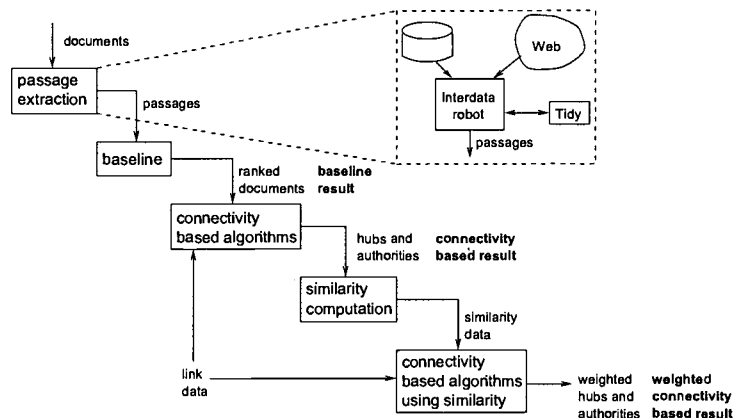 documents
passage
extraction
passages
Web
Interdata
robot
Tidy
passages
baseline
ranked
documents
baseline
result
connectivity
based algorithms
hubs and
authorities
connectivity
based result
similarity
computation
similarity
data
link
data
connectivity
based algorithms
using similarity
weighted
hubs and
authorities
weighted
connectivity
based result